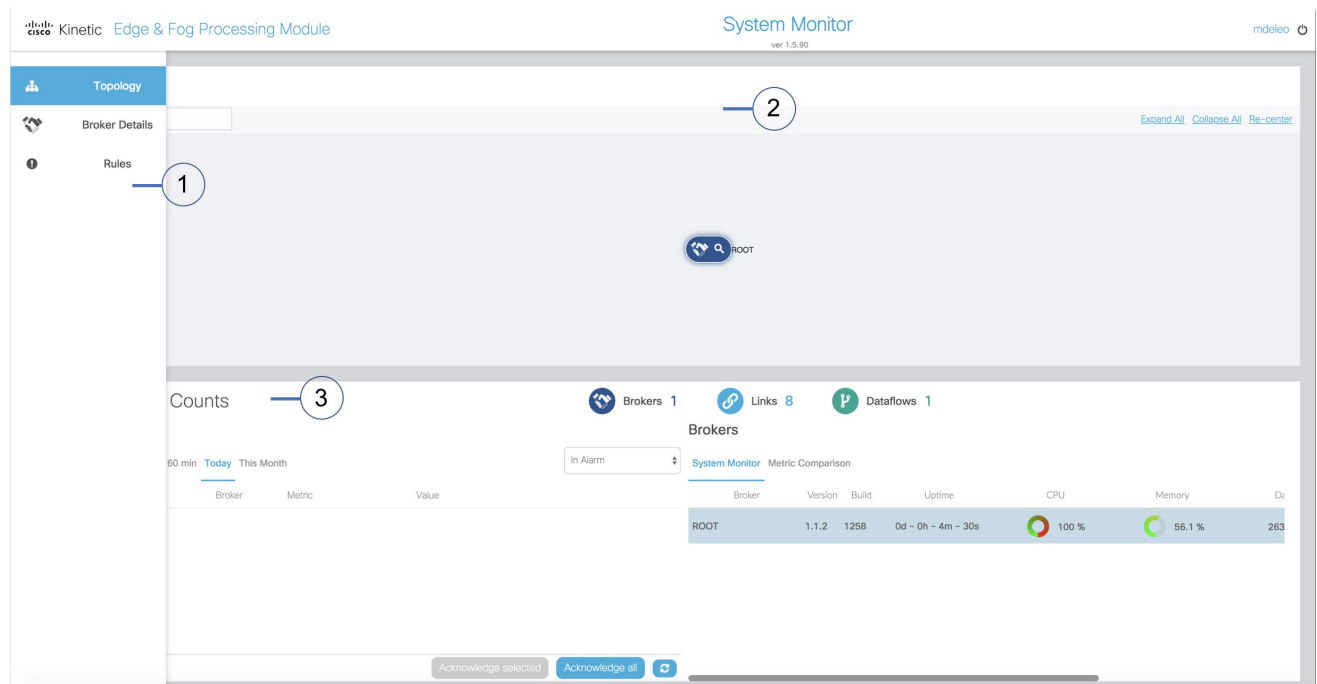 cisco Kinetic Edge & Fog Processing Module
System Monitor
ver 1.5.90
mdeleo
Topology
Broker Details
Rules
1
2
Expand All Collapse All Re-center
ROOT
Counts
3
Brokers 1
Links 8
Dataflows 1
60 min Today This Month
In Alarm
Broker Metric Value
Brokers
System Monitor Metric Comparison
Broker Version Build Uptime CPU Memory Da
ROOT 1.1.2 1258 0d - 0h - 4m - 30s 100 % 56.1 % 263
Acknowledge selected Acknowledge all